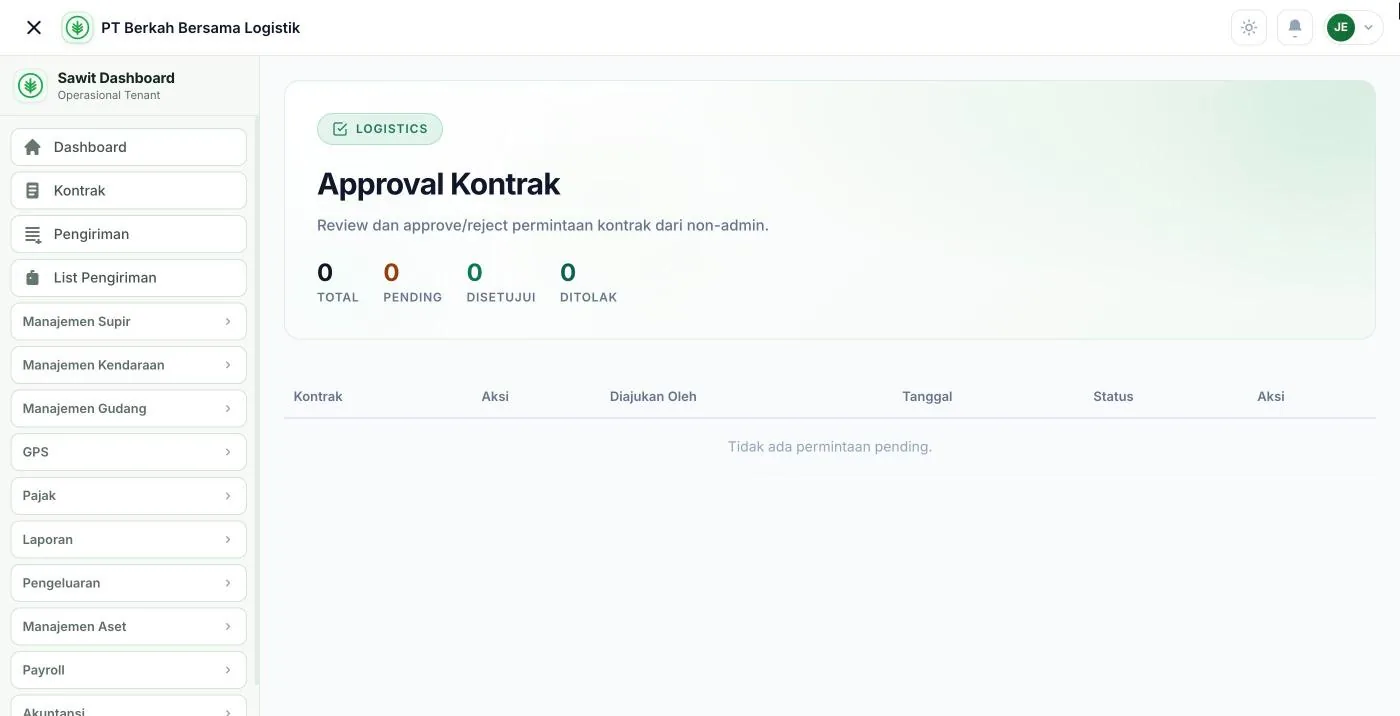 PT Berkah Bersama Logistik
JE
Sawit Dashboard
Operasional Tenant
Dashboard
Kontrak
Pengiriman
List Pengiriman
Manajemen Supir
Manajemen Kendaraan
Manajemen Gudang
GPS
Pajak
Laporan
Pengeluaran
Manajemen Aset
Payroll
Akuntansi
LOGISTICS
Approval Kontrak
Review dan approve/reject permintaan kontrak dari non-admin.
0 0 0 0
TOTAL PENDING DISETUJUI DITOLAK
Kontrak Aksi Diajukan Oleh Tanggal Status Aksi
Tidak ada permintaan pending.